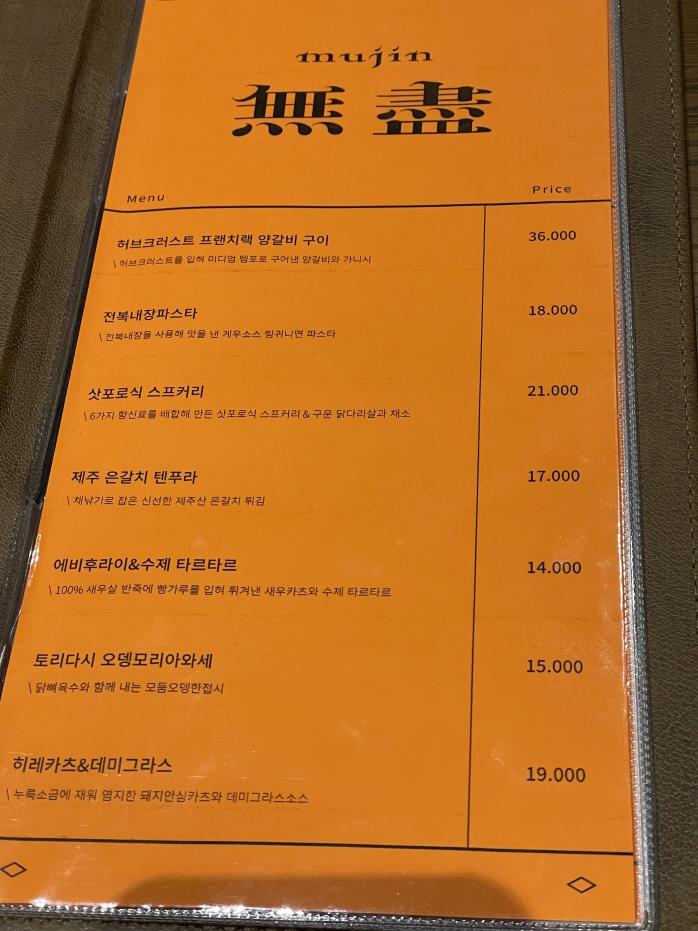 mujin
無盡
Menu Price
허브크러스트 프랜치랙 양갈비 구이 36.000
\ 허브크러스트를 입혀 미디엄 템포로 구어낸 양갈비와 가니시
전복내장파스타 18.000
\ 전복내장을 사용해 맛을 낸 게우소스 링귀니면 파스타
삿포로식 스프커리 21.000
\ 6가지 향신료를 배합해 만든 삿포로식 스프커리 & 구운 닭다리살과 채소
제주 은갈치 텐푸라 17.000
\ 채낚기로 잡은 신선한 제주산 은갈치 튀김
에비후라이&수제 타르타르 14.000
\ 100% 새우살 반죽에 빵가루를 입혀 튀겨낸 새우카츠와 수제 타르타르
토리다시 오뎅모리아와세 15.000
\ 닭뼈육수와 함께 내는 모둠오뎅한접시
히레카츠&데미그라스 19.000
\ 누룩소금에 재워 염지한 돼지안심카츠와 데미그라스소스